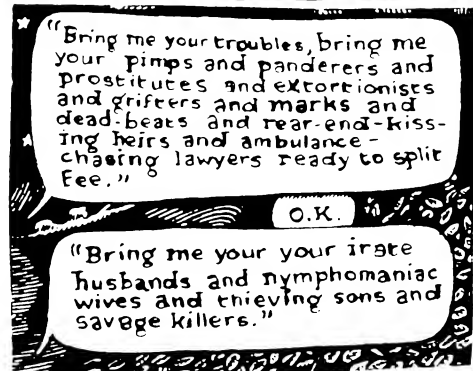 “Bring me your troubles, bring me
your pimps and panderers and
prostitutes and extortionists
and grifters and marks and
dead-beats and rear-end-kiss-
ing heirs and ambulance-
chasing lawyers ready to split
fee.”
O.K.
“Bring me your your irate
husbands and nymphomaniac
wives and thieving sons and
savage killers.”